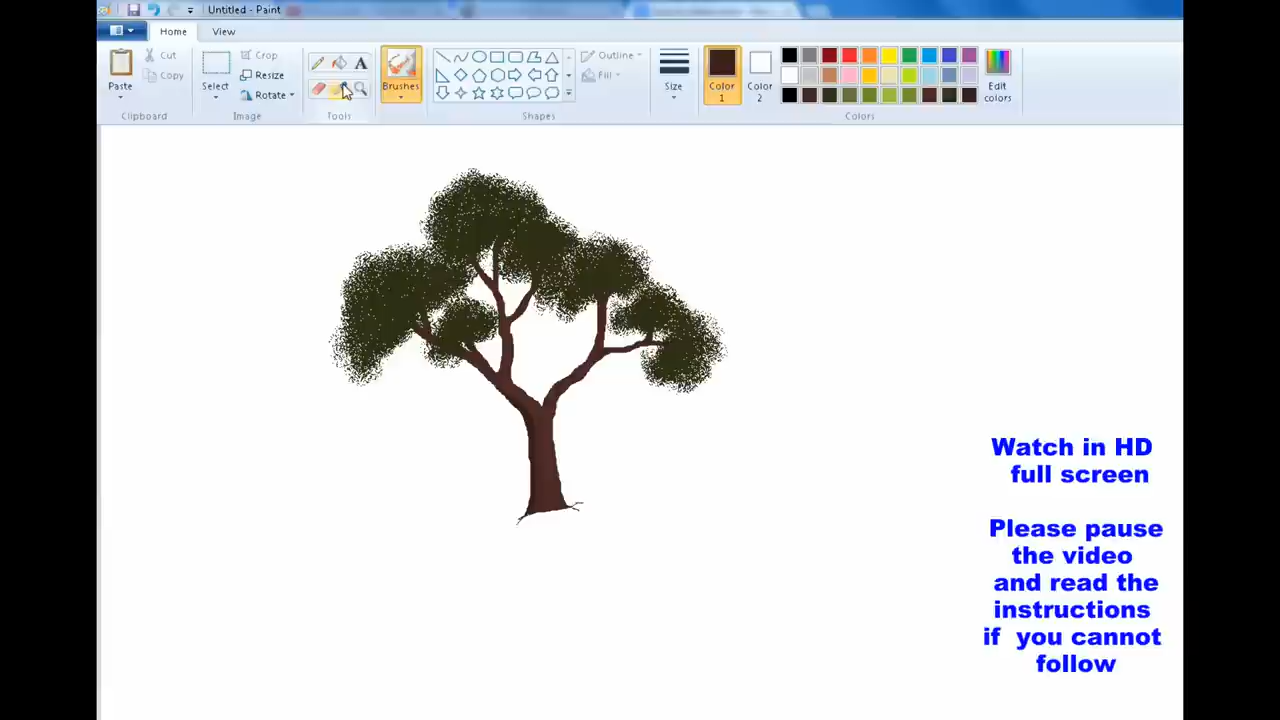 Untitled - Paint
Home View
Paste
Cut
Copy
Clipboard
Select
Crop
Resize
Rotate
Image
A
Tools
Brushes
Outline
Fill
Shapes
Size
Color
1
Color
2
Edit
colors
Colors
Watch in HD
full screen
Please pause
the video
and read the
instructions
if you cannot
follow